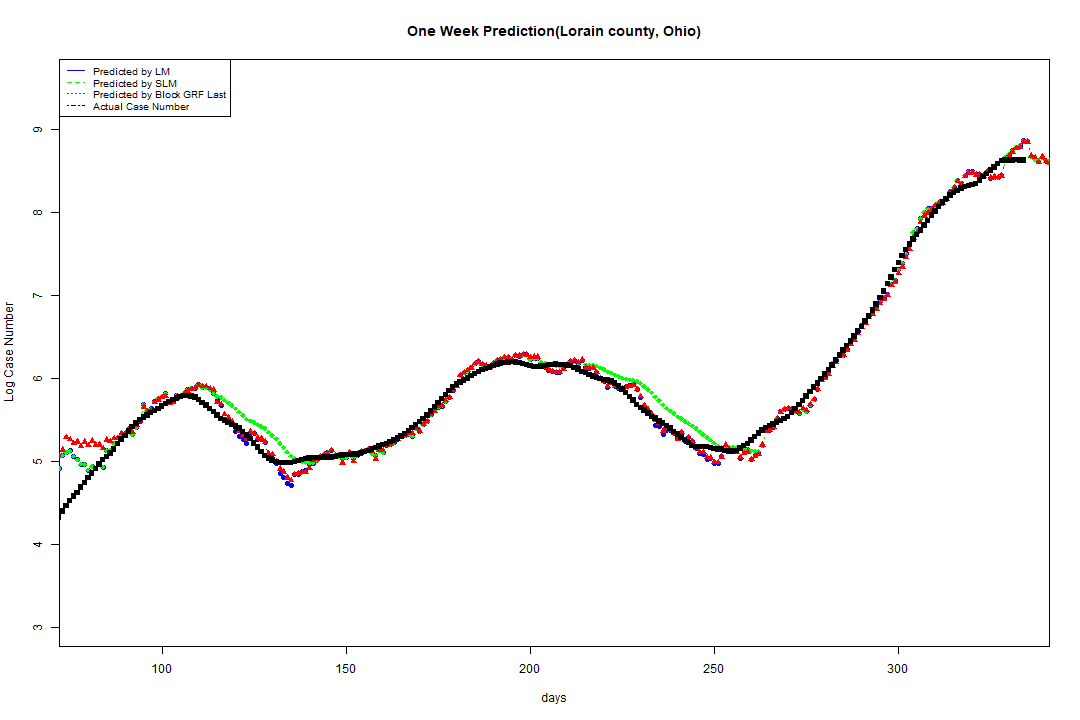 One Week Prediction(Lorain county, Ohio)
Predicted by LM
Predicted by SLM
Predicted by Block GRF Last
Actual Case Number
Log Case Number
9
8
7
6
5
4
3
100 150 200 250 300
days